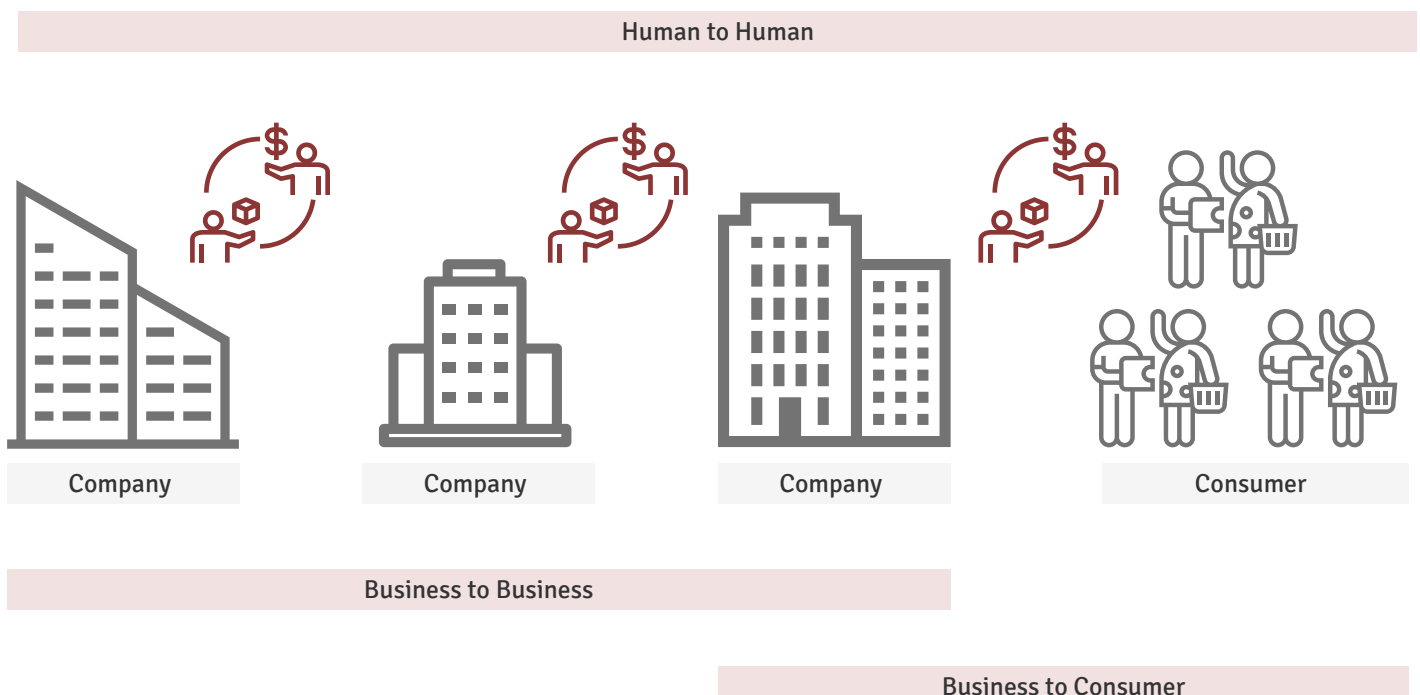 Human to Human
$
$
$
Company
Company
Company
Consumer
Business to Business
Business to Consumer